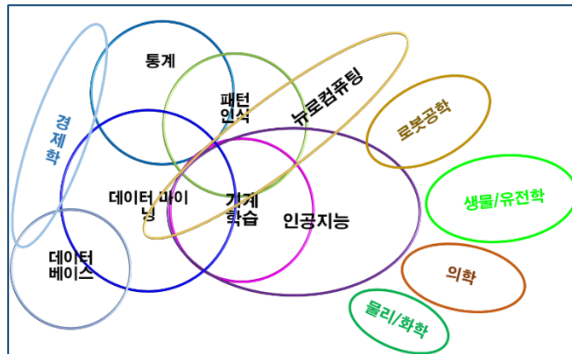 통계
패턴
인식
뉴로컴퓨팅
로봇공학
경제학
생물/유전학
데이터 마이
닝
기계
학습
인공지능
데이터
베이스
의학
물리/화학